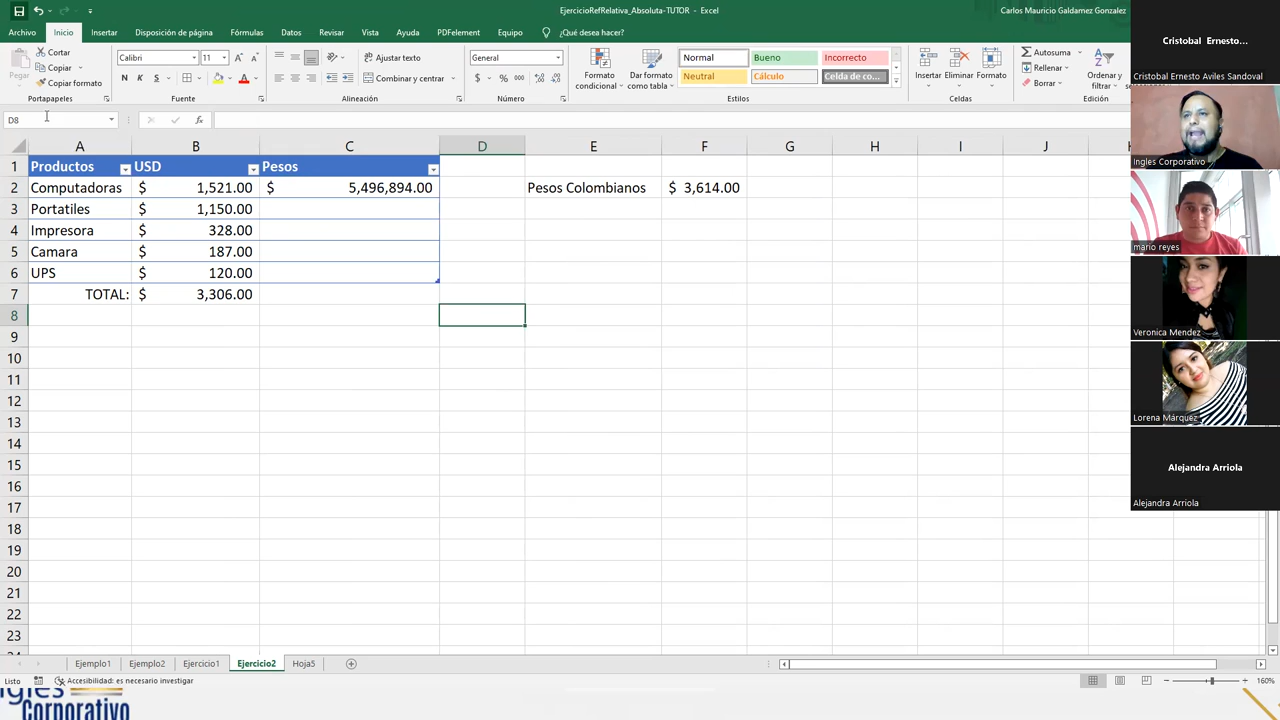 EjercicioRefRelativa_Absoluta-TUTOR - Excel
Carlos Mauricio Galdamez Gonzalez
Archivo Inicio Insertar Disposición de página Fórmulas Datos Revisar Vista Ayuda PDFelement Equipo ¿Qué desea hacer?
Pegar
Cortar
Copiar
Copiar formato
Portapapeles
Calibri 11
N K S
Fuente
Ajustar texto
Combinar y centrar
Alineación
General
$ % 000
Número
Formato condicional
Dar formato como tabla
Normal Bueno Incorrecto
Neutral Cálculo Celda de co...
Estilos
Insertar Eliminar Formato
Celdas
Autosuma
Rellenar
Borrar
Ordenar y filtrar
Edición
D8 fx
A B C D E F G H I J
1 Productos USD Pesos
2 Computadoras $ 1,521.00 $ 5,496,894.00 Pesos Colombianos $ 3,614.00
3 Portatiles $ 1,150.00
4 Impresora $ 328.00
5 Camara $ 187.00
6 UPS $ 120.00
7 TOTAL: $ 3,306.00
8
9
10
11
12
13
14
15
16
17
18
19
20
21
22
23
Ejemplo1 Ejemplo2 Ejercicio1 Ejercicio2 Hoja5
Listo Accesibilidad: es necesario investigar 160%
Ingles
Corporativo
Cristobal Ernesto...
Cristobal Ernesto Aviles Sandoval
Ingles Corporativo
mario reyes
Veronica Mendez
Lorena Márquez
Alejandra Arriola
Alejandra Arriola